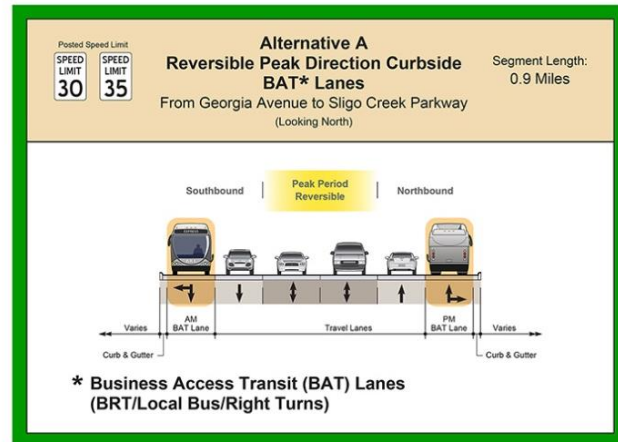 Posted Speed Limit
SPEED
LIMIT
30
SPEED
LIMIT
35
Alternative A
Reversible Peak Direction Curbside
BAT* Lanes
From Georgia Avenue to Sligo Creek Parkway
(Looking North)
Segment Length:
0.9 Miles
Southbound
Peak Period
Reversible
Northbound
Varies
AM
BAT Lane
Travel Lanes
PM
BAT Lane
Varies
Curb & Gutter
Curb & Gutter
* Business Access Transit (BAT) Lanes
(BRT/Local Bus/Right Turns)